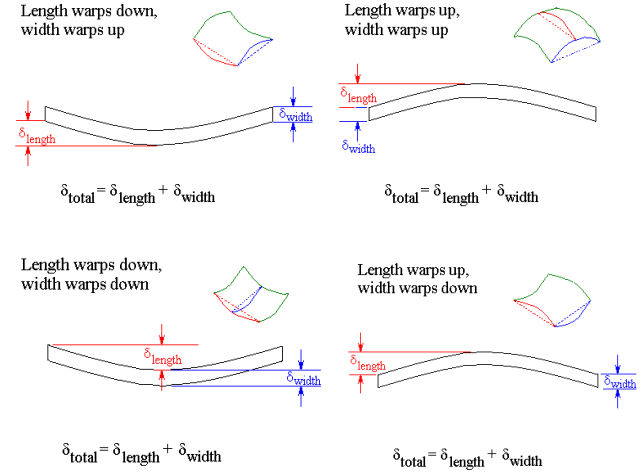 Length warps down,
width warps up
δlength
δwidth
δtotal = δlength + δwidth
Length warps up,
width warps up
δlength
δwidth
δtotal = δlength + δwidth
Length warps down,
width warps down
δlength
δwidth
δtotal = δlength + δwidth
Length warps up,
width warps down
δlength
δwidth
δtotal = δlength + δwidth